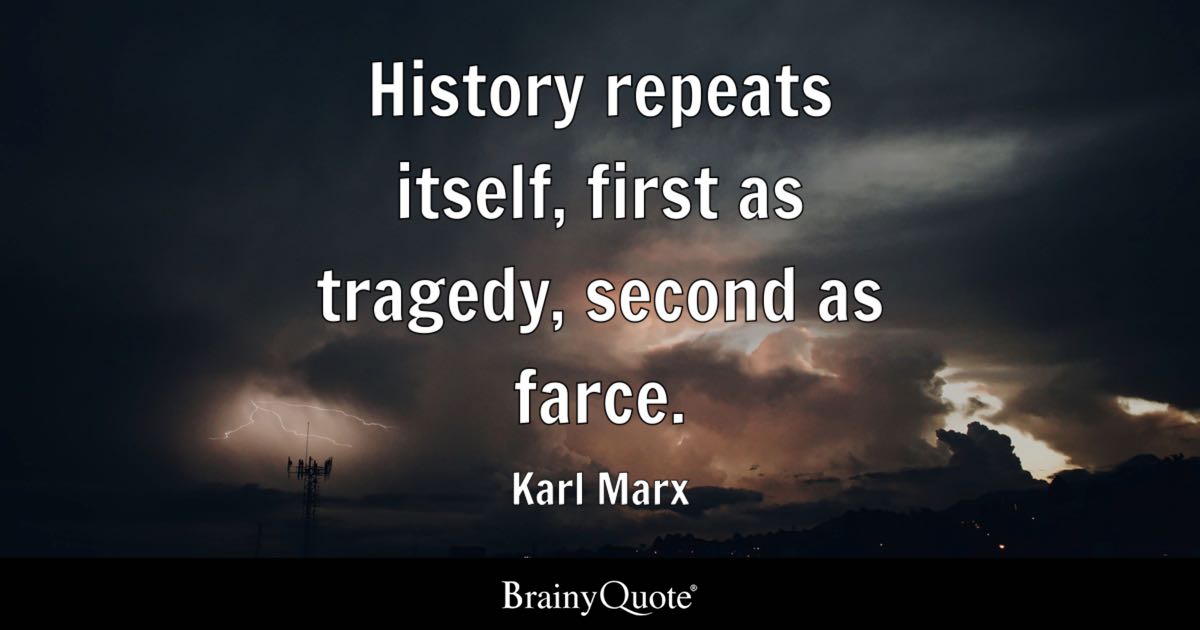 History repeats
itself, first as
tragedy, second as
farce.
Karl Marx
BrainyQuote®